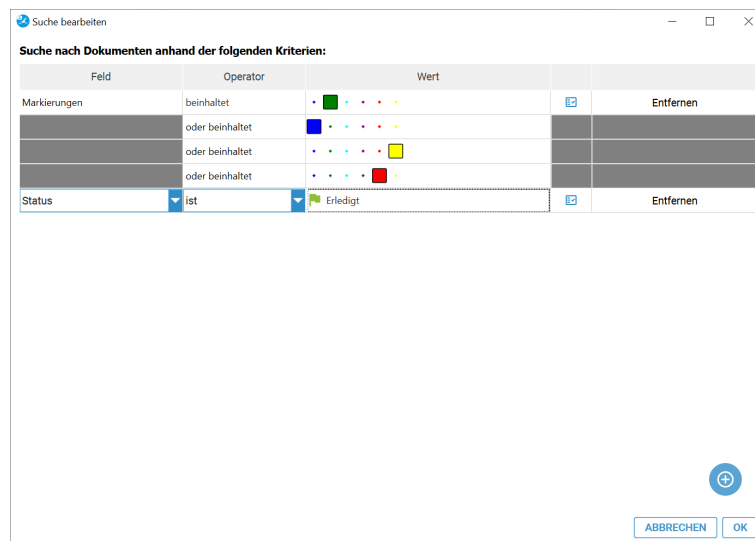 Suche bearbeiten
Suche nach Dokumenten anhand der folgenden Kriterien:
Feld Operator Wert
Markierungen beinhaltet Entfernen
oder beinhaltet
oder beinhaltet
oder beinhaltet
Status ist Erledigt Entfernen
ABBRECHEN OK